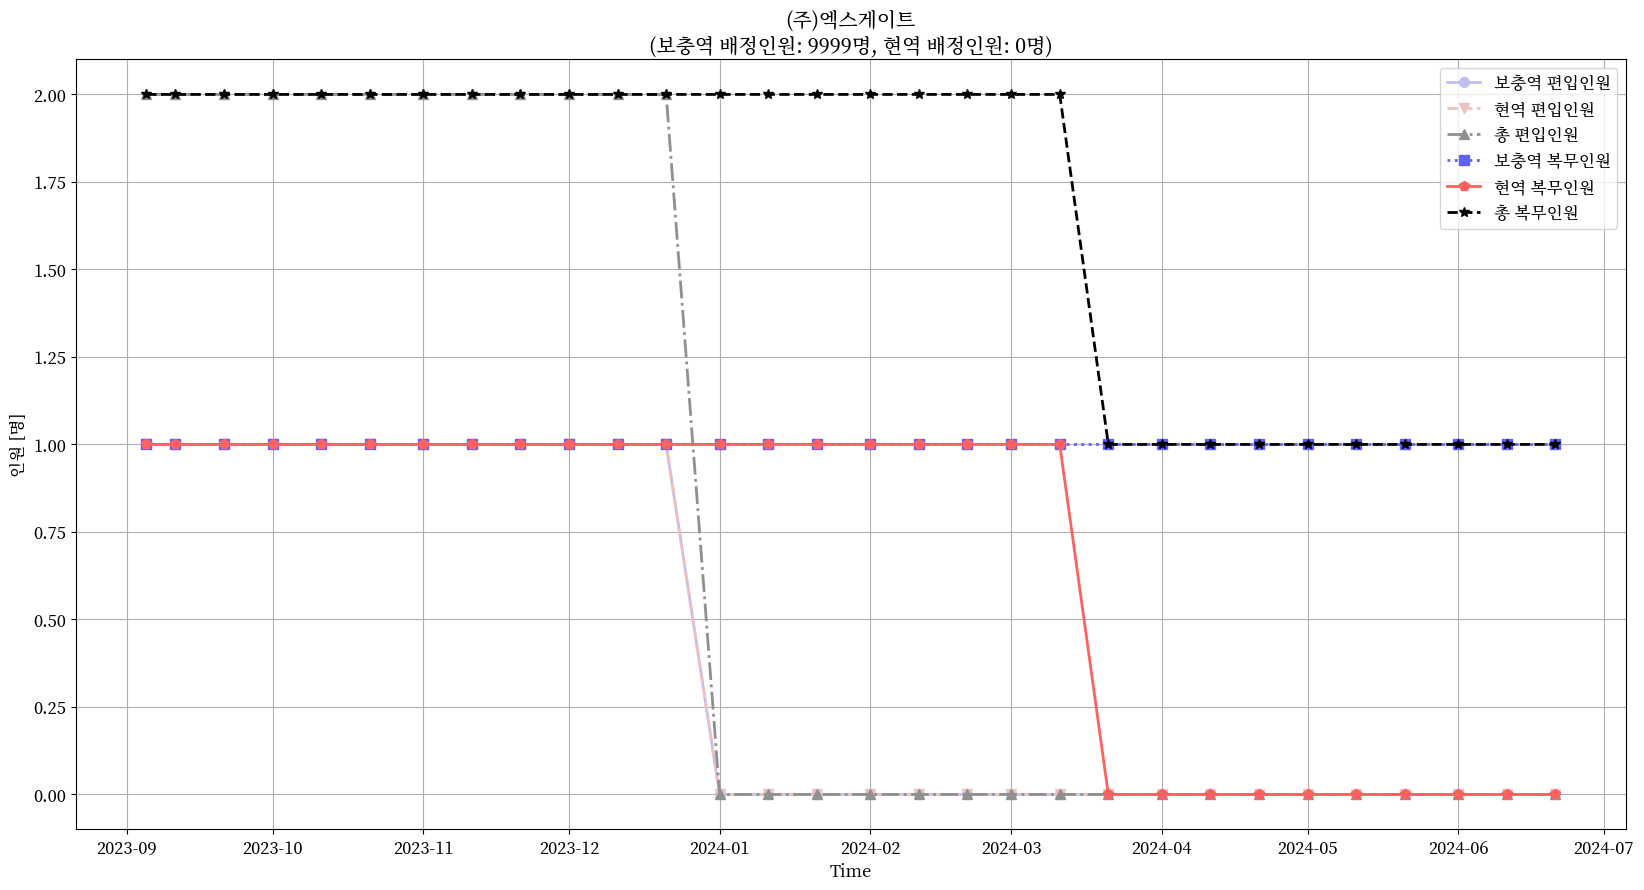 (주)엑스게이트
(보충역 배정인원: 9999명, 현역 배정인원: 0명)
보충역 편입인원
현역 편입인원
총 편입인원
보충역 복무인원
현역 복무인원
총 복무인원
인원 [명]
2.00
1.75
1.50
1.25
1.00
0.75
0.50
0.25
0.00
2023-09
2023-10
2023-11
2023-12
2024-01
2024-02
2024-03
2024-04
2024-05
2024-06
2024-07
Time